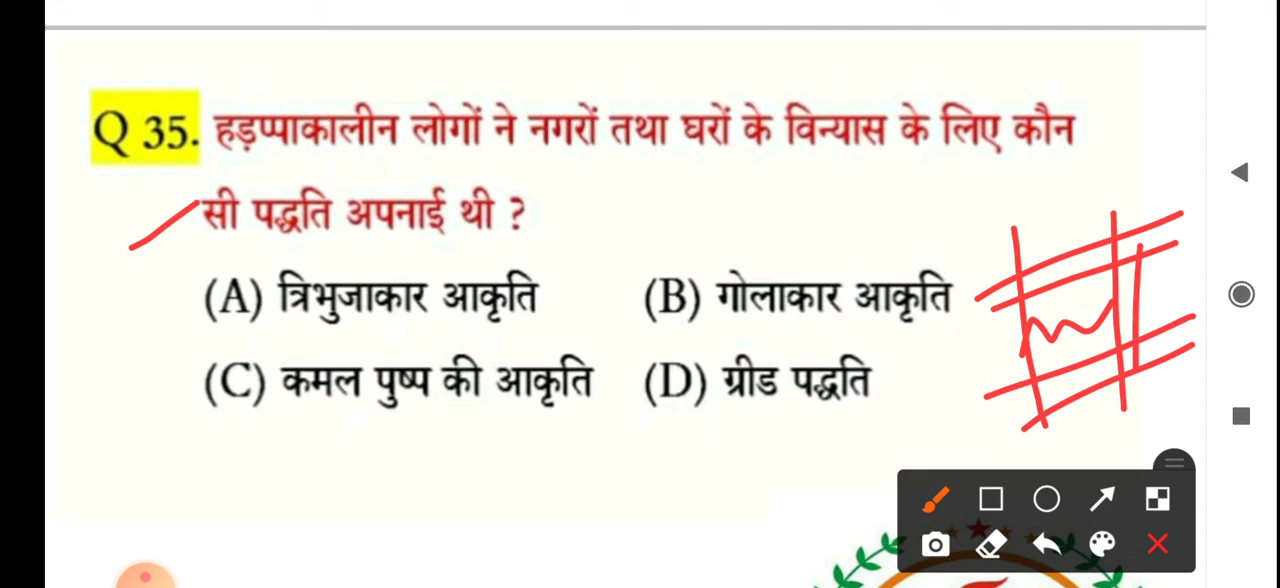 Q 35. हड़प्पाकालीन लोगों ने नगरों तथा घरों के विन्यास के लिए कौन
सी पद्धति अपनाई थी ?
(A) त्रिभुजाकार आकृति (B) गोलाकार आकृति
(C) कमल पुष्प की आकृति (D) ग्रीड पद्धति